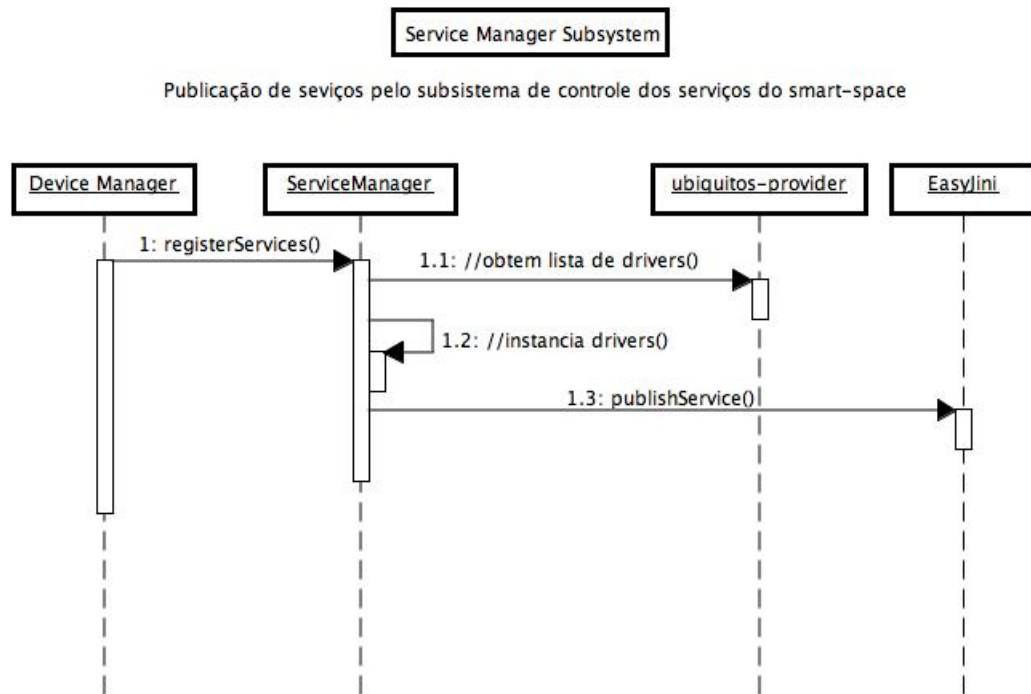 Service Manager Subsystem
Publicação de seviços pelo subsistema de controle dos serviços do smart-space
Device Manager
ServiceManager
ubiquitos-provider
EasyJini
1: registerServices()
1.1: //obtem lista de drivers()
1.2: //instancia drivers()
1.3: publishService()